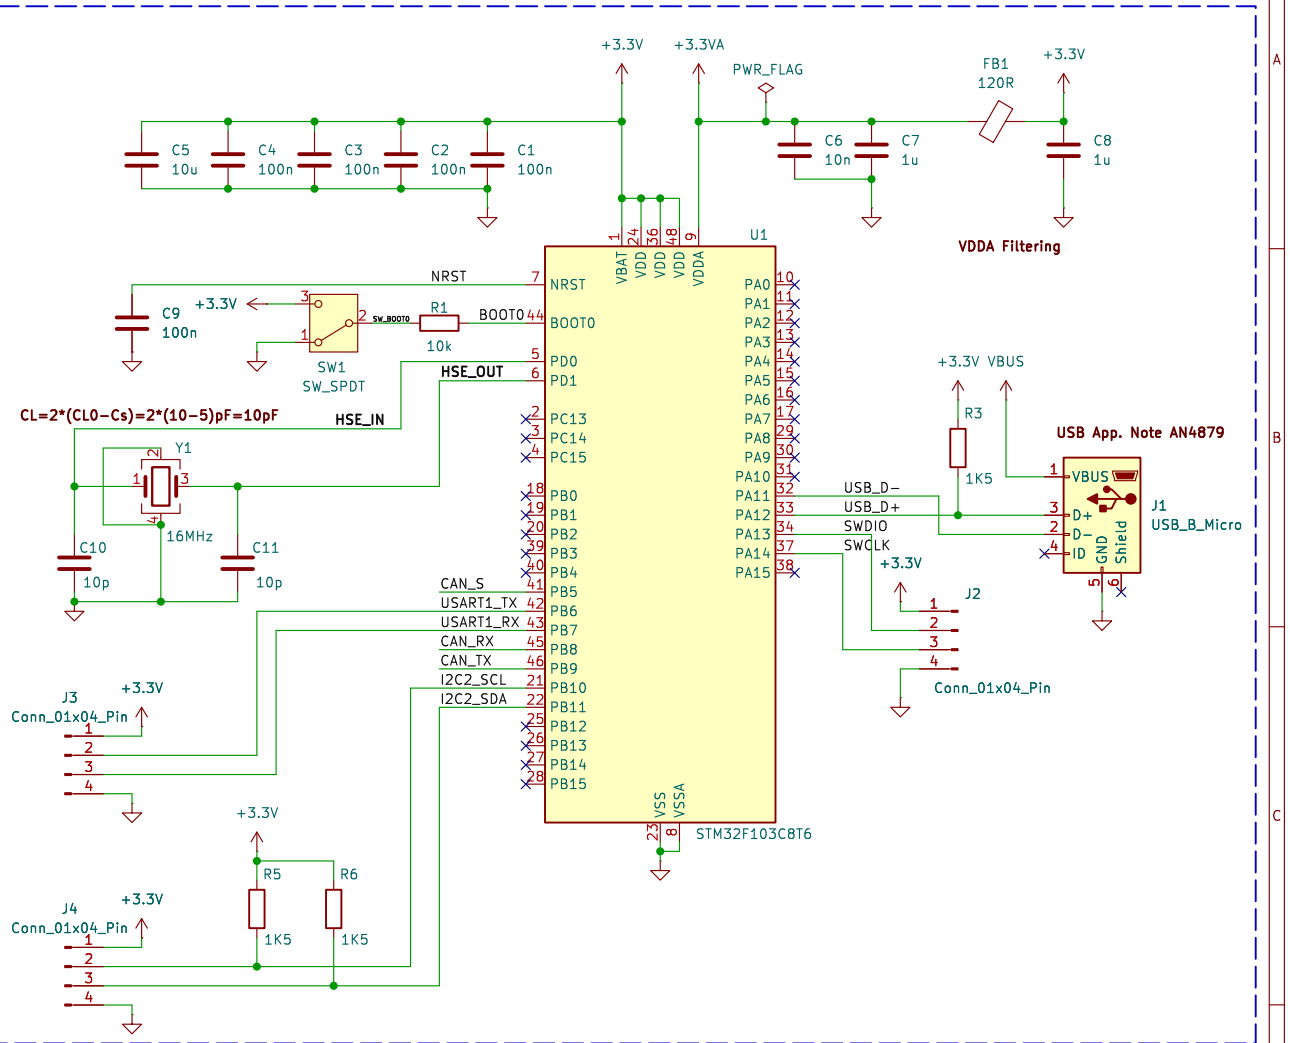 +3.3V
+3.3VA
PWR_FLAG
FB1
120R
+3.3V
A
C5
10u
C4
100n
C3
100n
C2
100n
C1
100n
C6
10n
C7
1u
C8
1u
VDDA Filtering
1
24
36
48
9
U1
VBAT
VDD
VDD
VDD
VDDA
NRST
7
NRST
+3.3V
3
2
1
SW_BOOT0
R1
10k
BOOT0
44
BOOT0
SW1
SW_SPDT
C9
100n
5
PD0
HSE_OUT
6
PD1
CL=2*(CL0-Cs)=2*(10-5)pF=10pF
HSE_IN
2
PC13
3
PC14
4
PC15
Y1
2
1
3
4
16MHz
C10
10p
C11
10p
18
PB0
19
PB1
20
PB2
39
PB3
40
PB4
CAN_S
41
PB5
USART1_TX
42
PB6
USART1_RX
43
PB7
CAN_RX
45
PB8
CAN_TX
46
PB9
I2C2_SCL
21
PB10
I2C2_SDA
22
PB11
25
PB12
26
PB13
27
PB14
28
PB15
PA0
10
PA1
11
PA2
12
PA3
13
PA4
14
PA5
15
PA6
16
PA7
17
PA8
29
PA9
30
PA10
31
PA11
32
USB_D-
PA12
33
USB_D+
PA13
34
SWDIO
PA14
37
SWCLK
PA15
38
+3.3V
VBUS
R3
1K5
USB App. Note AN4879
B
1
VBUS
3
D+
2
D-
4
ID
GND
Shield
5
6
J1
USB_B_Micro
+3.3V
J2
1
2
3
4
Conn_01x04_Pin
VSS
VSSA
23
8
STM32F103C8T6
C
J3
+3.3V
Conn_01x04_Pin
1
2
3
4
+3.3V
R5
1K5
R6
1K5
J4
+3.3V
Conn_01x04_Pin
1
2
3
4